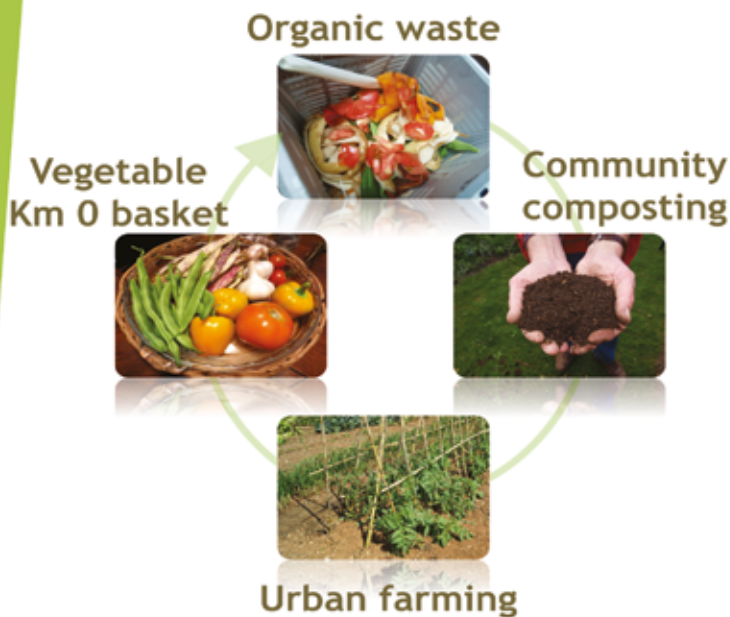 Organic waste
Community
composting
Urban farming
Vegetable
Km 0 basket